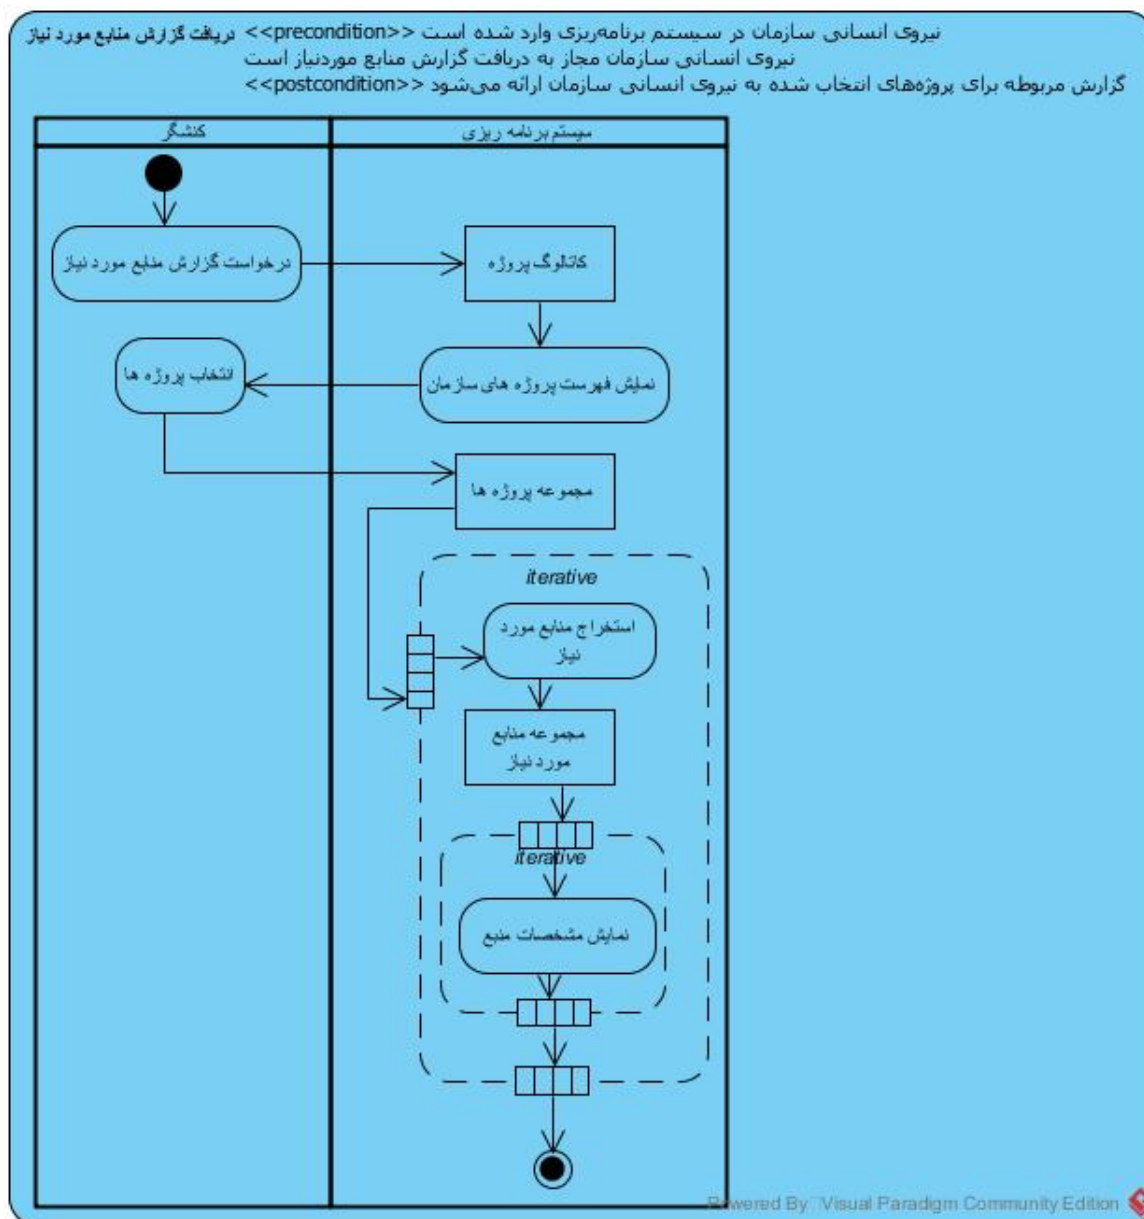 دریافت گزارش منابع مورد نیاز <<precondition>> نیروی انسانی سازمان در سیستم برنامه‌ریزی وارد شده است
نیروی انسانی سازمان مجاز به دریافت گزارش منابع موردنیاز است
<<postcondition>> گزارش مربوطه برای پروژه‌های انتخاب شده به نیروی انسانی سازمان ارائه می‌شود
کنشگر
سیستم برنامه ریزی
درخواست گزارش منابع مورد نیاز
کاتالوگ پروژه
نمایش فهرست پروژه های سازمان
انتخاب پروژه ها
مجموعه پروژه ها
iterative
استخراج منابع مورد
نیاز
مجموعه منابع
مورد نیاز
iterative
نمایش مشخصات منبع
Powered By Visual Paradigm Community Edition